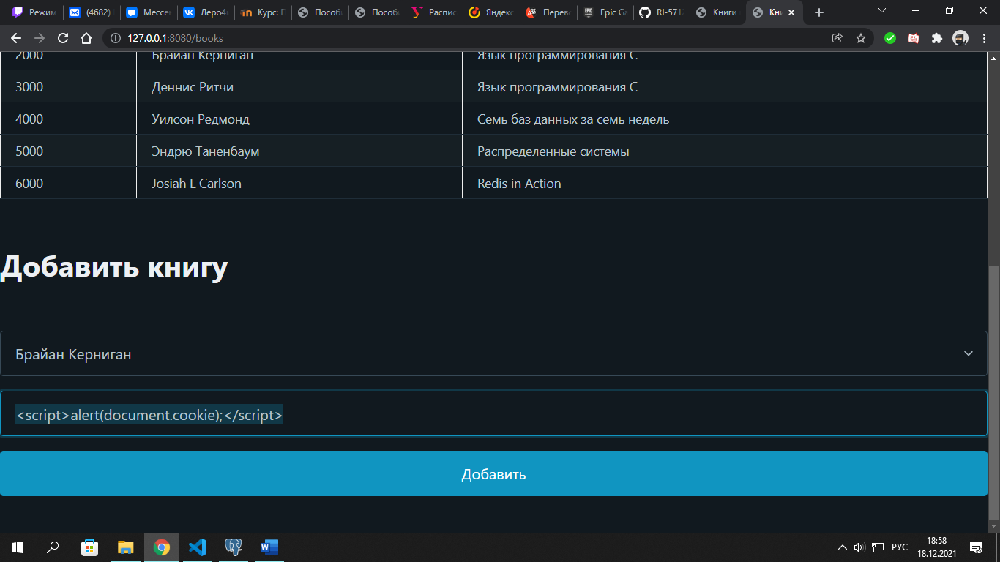 Режим
(4682)
Мессе
Леро4
Курс: П
Пособ
Пособ
Распис
Яндекс
Перев
Epic Ga
RI-571
Книги
Кни
127.0.0.1:8080/books
2000 Брайан Керниган Язык программирования C
3000 Деннис Ритчи Язык программирования C
4000 Уилсон Редмонд Семь баз данных за семь недель
5000 Эндрю Таненбаум Распределенные системы
6000 Josiah L Carlson Redis in Action
Добавить книгу
Брайан Керниган
<script>alert(document.cookie);</script>
Добавить
РУС
18:58
18.12.2021